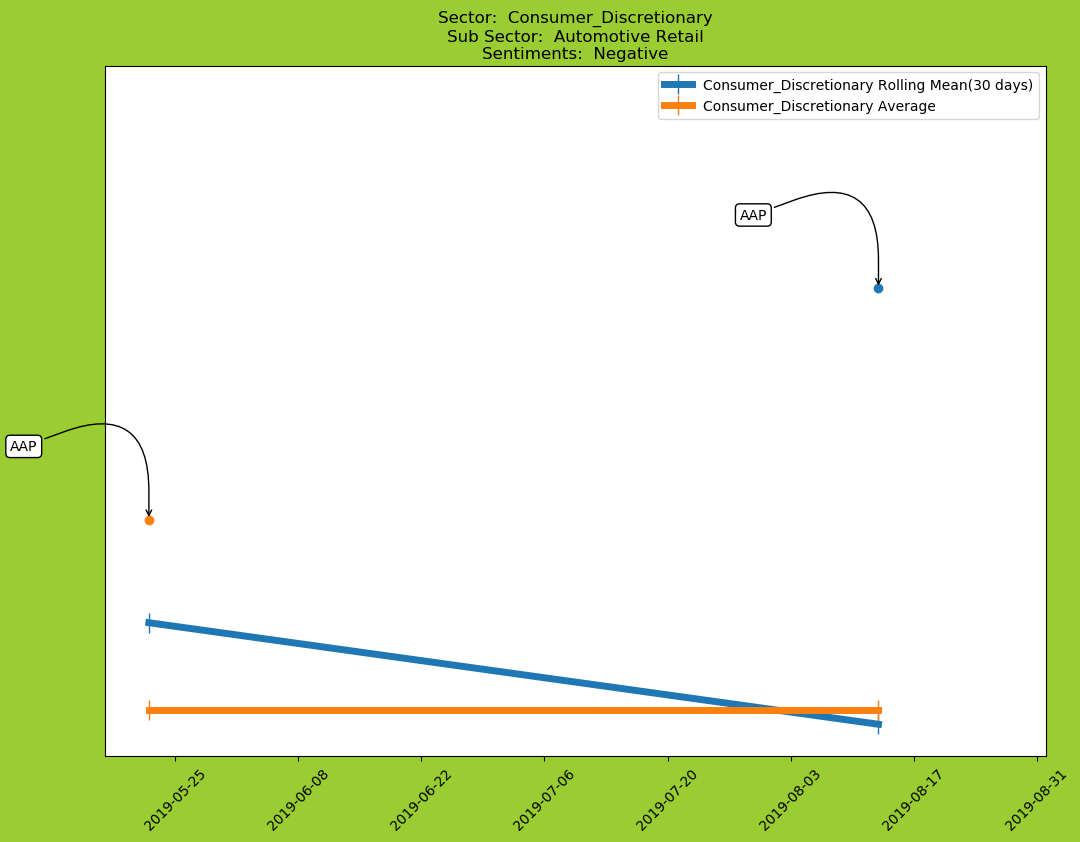 Sector:  Consumer_Discretionary
Sub Sector:  Automotive Retail
Sentiments:  Negative
Consumer_Discretionary Rolling Mean(30 days)
Consumer_Discretionary Average
AAP
AAP
2019-05-25
2019-06-08
2019-06-22
2019-07-06
2019-07-20
2019-08-03
2019-08-17
2019-08-31